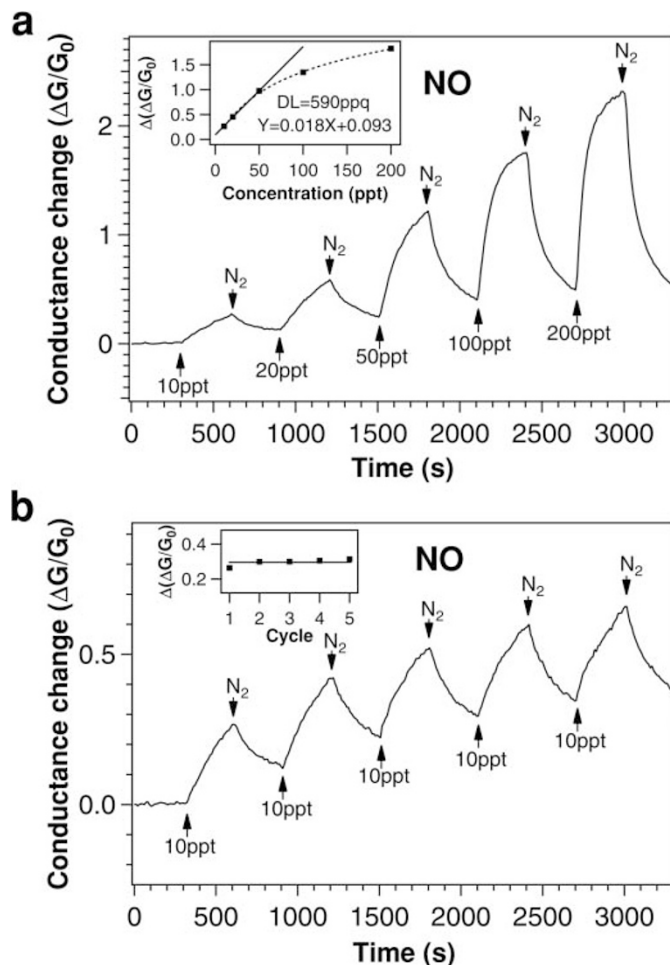 a
Conductance change (ΔG/G₀)
2
1
0
Δ(ΔG/G₀)
1.5
1.0
0.5
0.0
0 50 100 150 200
Concentration (ppt)
DL=590ppq
Y=0.018X+0.093
NO
N₂
N₂
N₂
N₂
N₂
10ppt
20ppt
50ppt
100ppt
200ppt
0 500 1000 1500 2000 2500 3000
Time (s)
b
Conductance change (ΔG/G₀)
0.5
0.0
Δ(ΔG/G₀)
0.4
0.2
1 2 3 4 5
Cycle
NO
N₂
N₂
N₂
N₂
N₂
10ppt
10ppt
10ppt
10ppt
10ppt
0 500 1000 1500 2000 2500 3000
Time (s)